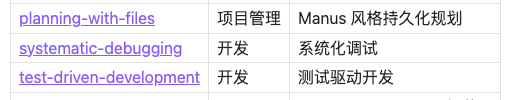 planning-with-files 项目管理 Manus 风格持久化规划
systematic-debugging 开发 系统化调试
test-driven-development 开发 测试驱动开发